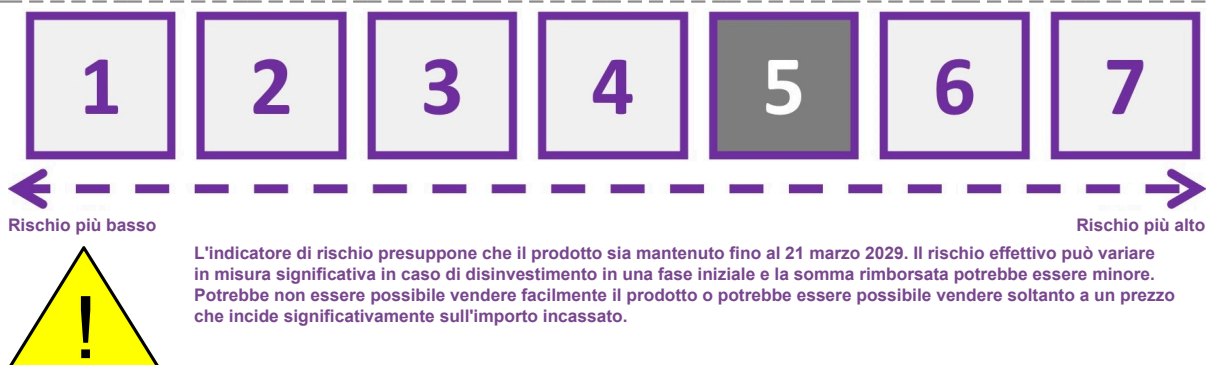 1 2 3 4 5 6 7
Rischio più basso Rischio più alto
L'indicatore di rischio presuppone che il prodotto sia mantenuto fino al 21 marzo 2029. Il rischio effettivo può variare
in misura significativa in caso di disinvestimento in una fase iniziale e la somma rimborsata potrebbe essere minore.
Potrebbe non essere possibile vendere facilmente il prodotto o potrebbe essere possibile vendere soltanto a un prezzo
che incide significativamente sull'importo incassato.
!